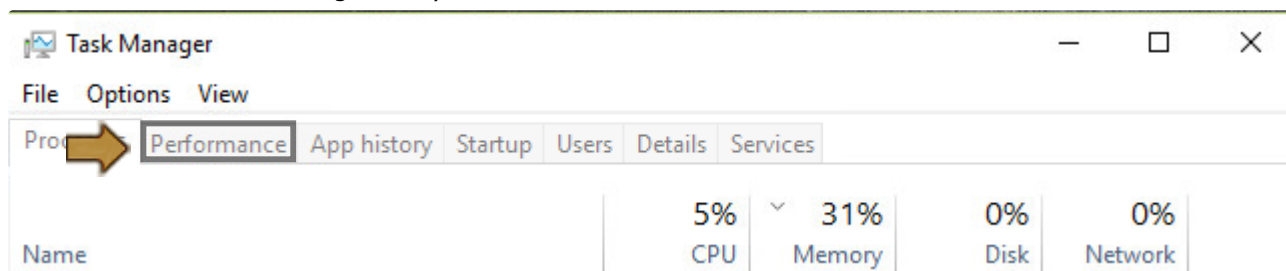 Task Manager
File Options View
Performance App history Startup Users Details Services
5% 31% 0% 0%
Name CPU Memory Disk Network